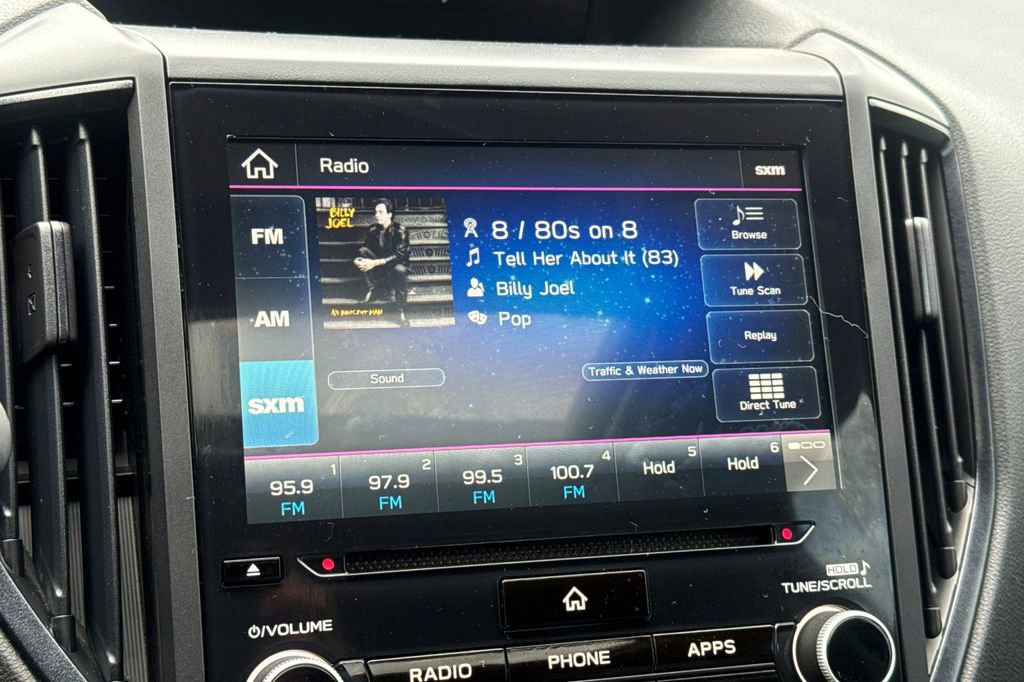 Radio
sxm
FM
AM
sxm
BILLY
JOEL
AN INNOCENT MAN
8 / 80s on 8
Tell Her About It (83)
Billy Joel
Pop
Sound
Traffic & Weather Now
Browse
Tune Scan
Replay
Direct Tune
1
95.9
FM
2
97.9
FM
3
99.5
FM
4
100.7
FM
5
Hold
6
Hold
HOLD
TUNE/SCROLL
/VOLUME
RADIO
PHONE
APPS